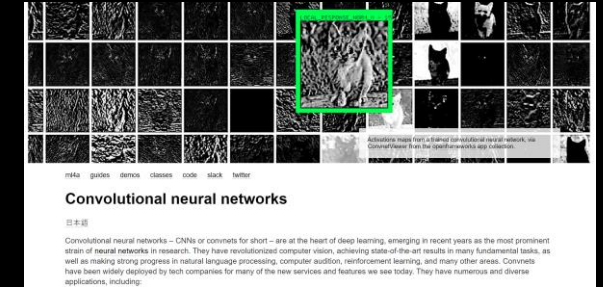 Activations maps from a trained convolutional neural network, via
ConvnetViewer from the openframeworks app collection.
ml4a guides demos classes code slack twitter
Convolutional neural networks
日本語
Convolutional neural networks – CNNs or convnets for short – are at the heart of deep learning, emerging in recent years as the most prominent
strain of neural networks in research. They have revolutionized computer vision, achieving state-of-the-art results in many fundamental tasks, as
well as making strong progress in natural language processing, computer audition, reinforcement learning, and many other areas. Convnets
have been widely deployed by tech companies for many of the new services and features we see today. They have numerous and diverse
applications, including: